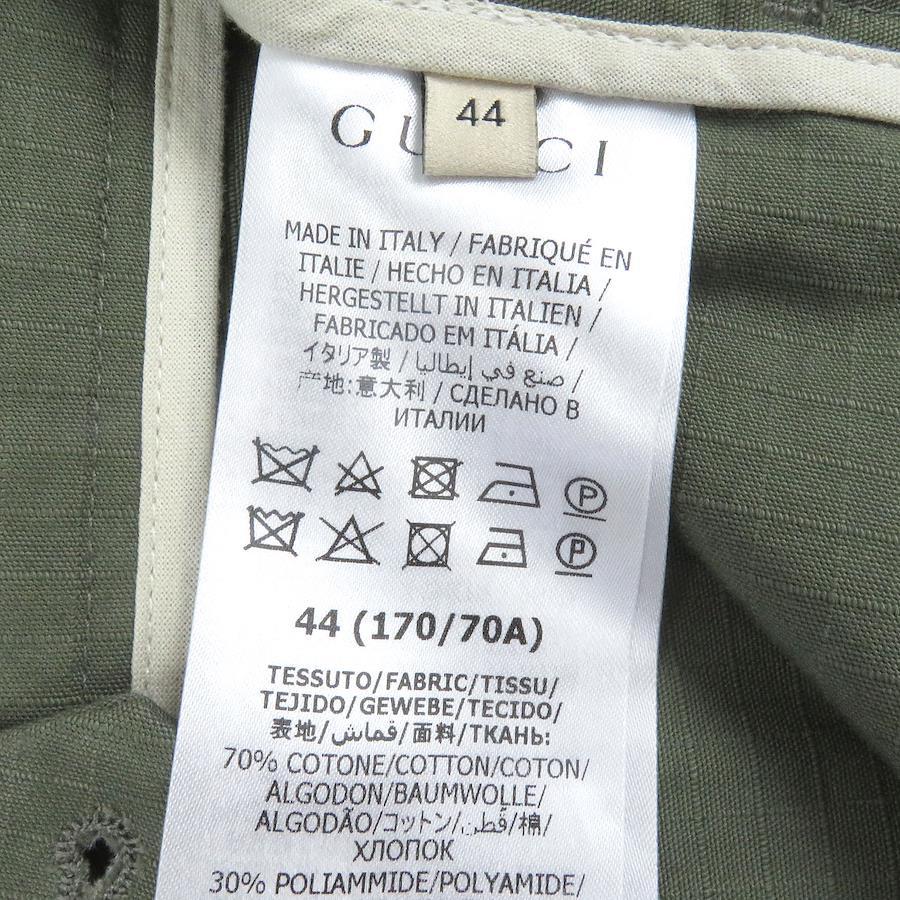 44
GUCCI
MADE IN ITALY / FABRIQUÉ EN
ITALIE / HECHO EN ITALIA /
HERGESTELLT IN ITALIEN /
FABRICADO EM ITÁLIA /
イタリア製 / صنع في إيطاليا /
产地:意大利 / СДЕЛАНО В
ИТАЛИИ
P
P
44 (170/70A)
TESSUTO/FABRIC/TISSU/
TEJIDO/GEWEBE/TECIDO/
表地/قماش/面料/ТКАНЬ:
70% COTONE/COTTON/COTON/
ALGODON/BAUMWOLLE/
ALGODÃO/コットン/قطن/棉/
ХЛОПОК
30% POLIAMMIDE/POLYAMIDE/